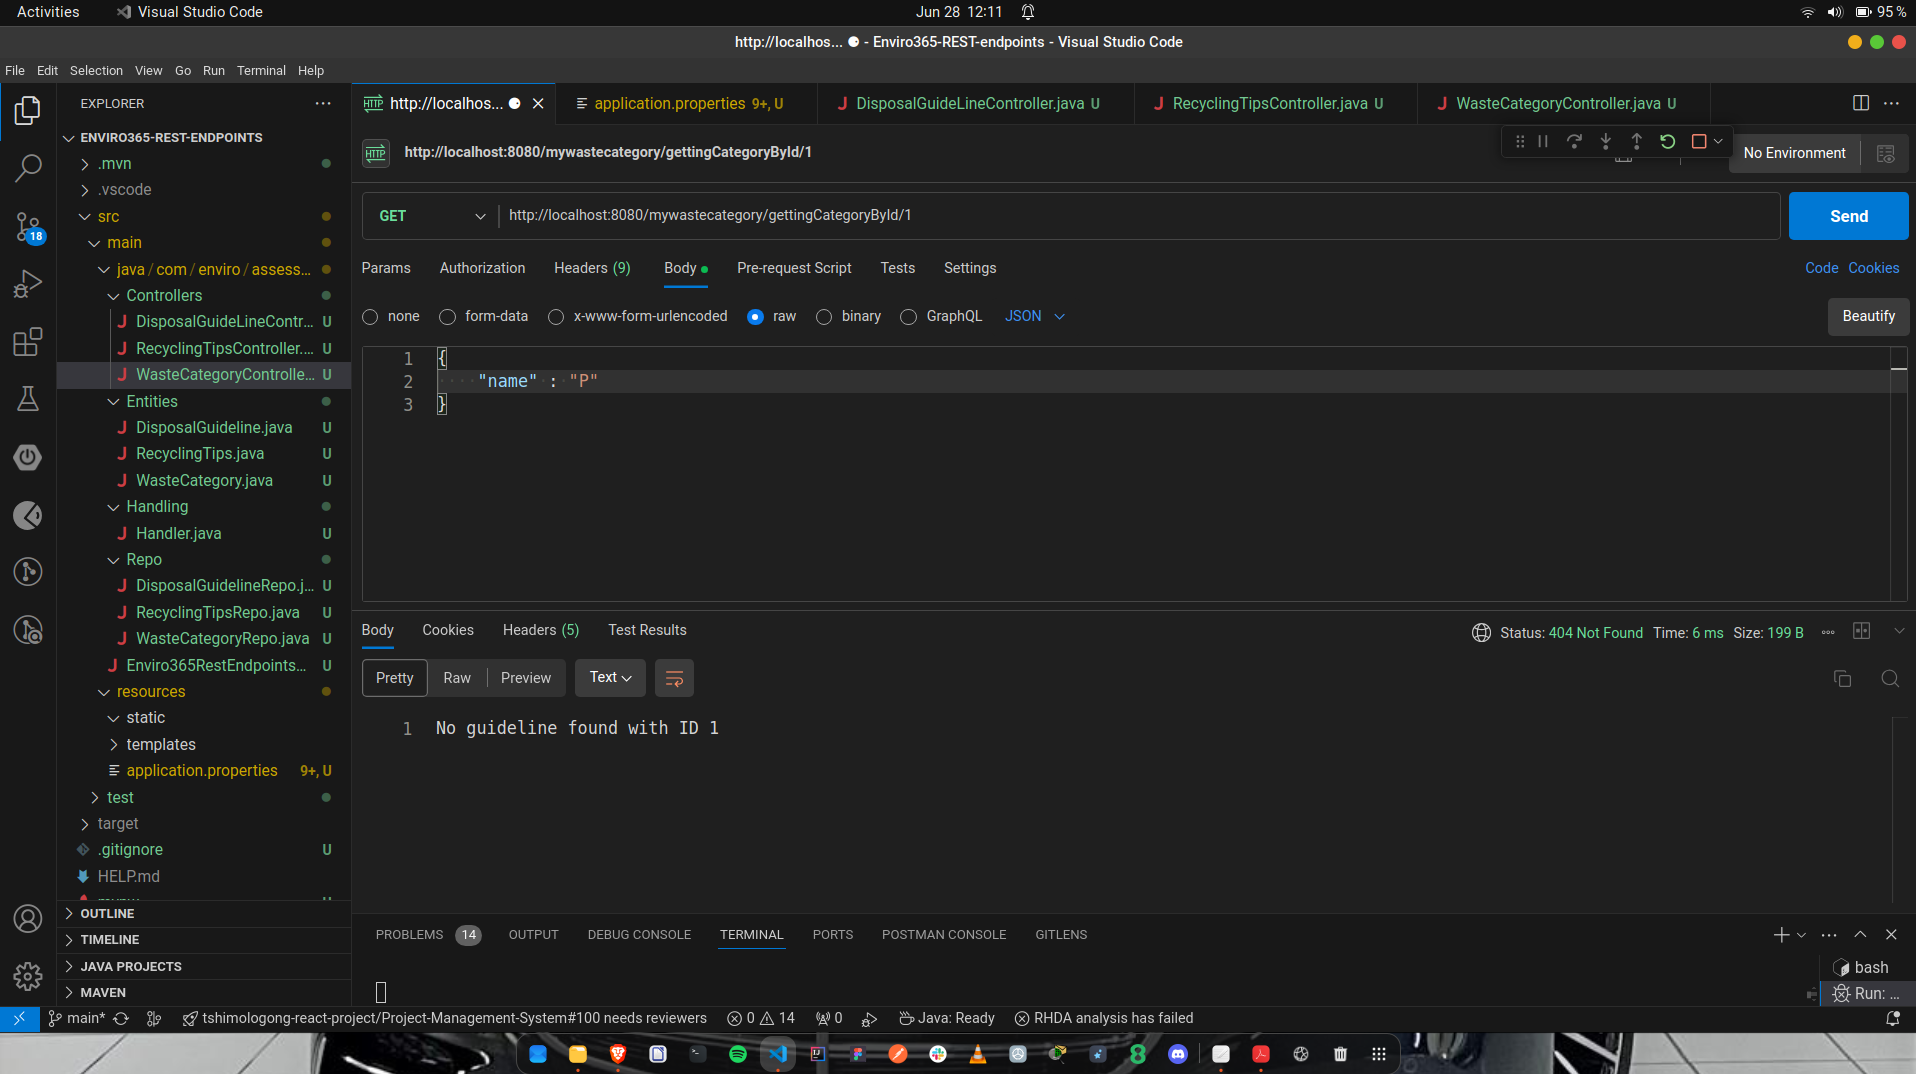 Activities
Visual Studio Code
Jun 28 12:11
95 %
http://localhos... ● - Enviro365-REST-endpoints - Visual Studio Code
File Edit Selection View Go Run Terminal Help
EXPLORER
ENVIRO365-REST-ENDPOINTS
.mvn
.vscode
src
main
java / com / enviro / assess...
Controllers
DisposalGuideLineContr... U
RecyclingTipsController.... U
WasteCategoryControlle... U
Entities
DisposalGuideline.java U
RecyclingTips.java U
WasteCategory.java U
Handling
Handler.java U
Repo
DisposalGuidelineRepo.j... U
RecyclingTipsRepo.java U
WasteCategoryRepo.java U
Enviro365RestEndpoints... U
resources
static
templates
application.properties 9+, U
test
target
.gitignore U
HELP.md
OUTLINE
TIMELINE
JAVA PROJECTS
MAVEN
18
HTTP http://localhos... ●
application.properties 9+, U
J DisposalGuideLineController.java U
J RecyclingTipsController.java U
J WasteCategoryController.java U
HTTP http://localhost:8080/mywastecategory/gettingCategoryById/1
No Environment
GET
http://localhost:8080/mywastecategory/gettingCategoryById/1
Send
Params Authorization Headers (9) Body Pre-request Script Tests Settings
Code Cookies
none form-data x-www-form-urlencoded raw binary GraphQL JSON
Beautify
1 {
2 "name" : "P"
3 }
Body Cookies Headers (5) Test Results
Status: 404 Not Found Time: 6 ms Size: 199 B
Pretty Raw Preview Text
1 No guideline found with ID 1
PROBLEMS 14 OUTPUT DEBUG CONSOLE TERMINAL PORTS POSTMAN CONSOLE GITLENS
bash
Run: ...
main*
tshimologong-react-project/Project-Management-System#100 needs reviewers
0 14
0
Java: Ready
RHDA analysis has failed